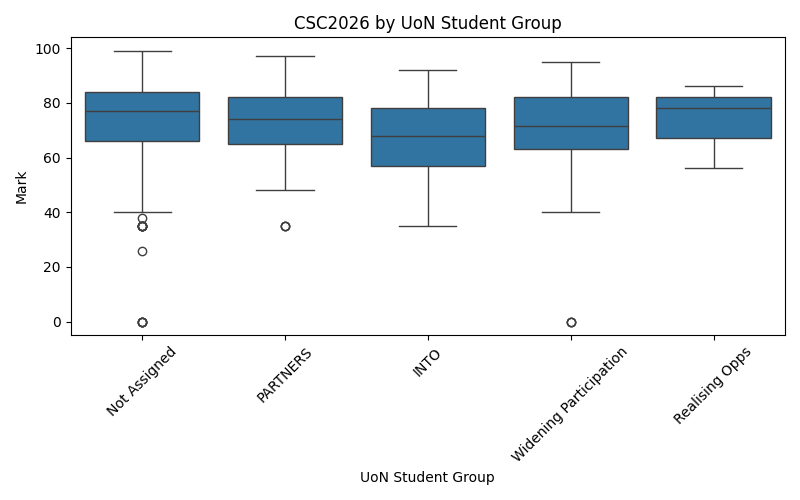 CSC2026 by UoN Student Group
Mark
100
80
60
40
20
0
Not Assigned
PARTNERS
INTO
Widening Participation
Realising Opps
UoN Student Group